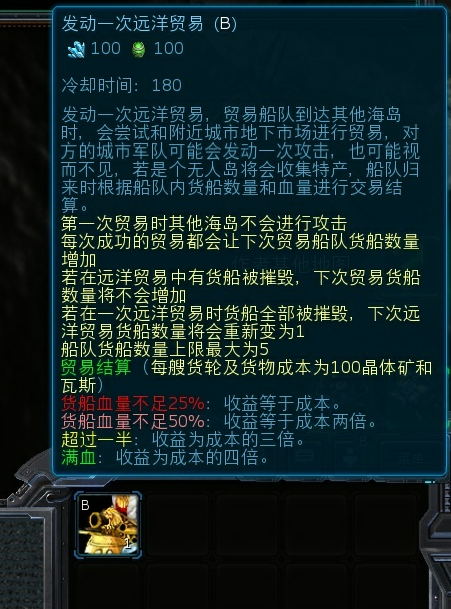 发动一次远洋贸易 (B)
100 100
冷却时间: 180
发动一次远洋贸易, 贸易船队到达其他海岛
时, 会尝试和附近城市地下市场进行贸易, 对
方的城市军队可能会发动一次攻击, 也可能视
而不见, 若是个无人岛将会收集特产, 船队归
来时根据船队内货船数量和血量进行交易结
算。
第一次贸易时其他海岛不会进行攻击
每次成功的贸易都会让下次贸易船队货船数量
增加
若在远洋贸易中有货船被摧毁, 下次贸易货船
数量将不会增加
若在一次远洋贸易时货船全部被摧毁, 下次远
洋贸易货船数量将会重新变为1
船队货船数量上限最大为5
贸易结算 (每艘货轮及货物成本为100晶体矿和
瓦斯)
货船血量不足25%: 收益等于成本。
货船血量不足50%: 收益等于成本两倍。
超过一半: 收益为成本的三倍。
满血: 收益为成本的四倍。
B
1